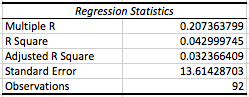 Regression Statistics
Multiple R 0.207363799
R Square 0.042999745
Adjusted R Square 0.032366409
Standard Error 13.61428703
Observations 92